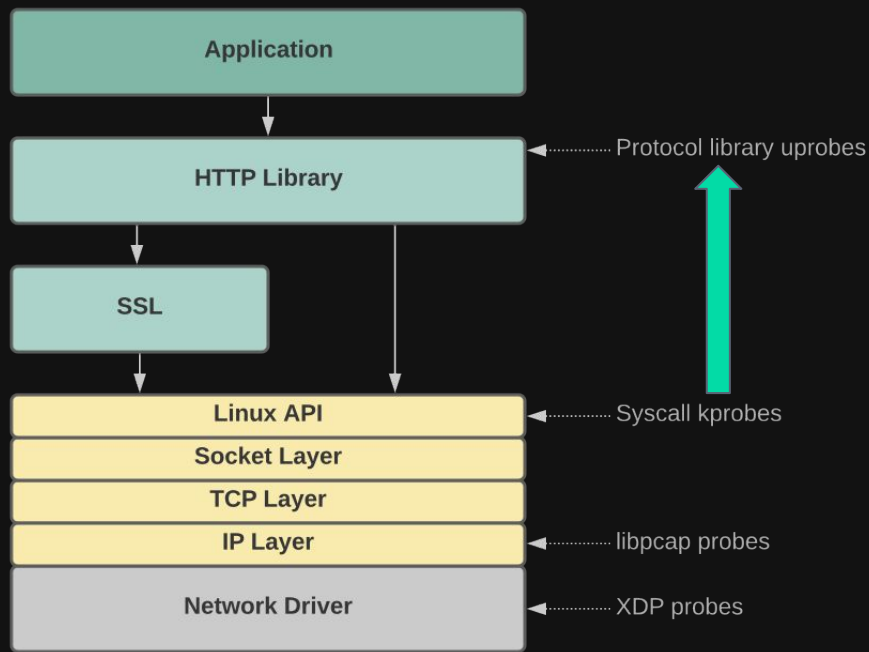 Application
HTTP Library
Protocol library uprobes
SSL
Linux API
Syscall kprobes
Socket Layer
TCP Layer
IP Layer
libpcap probes
Network Driver
XDP probes